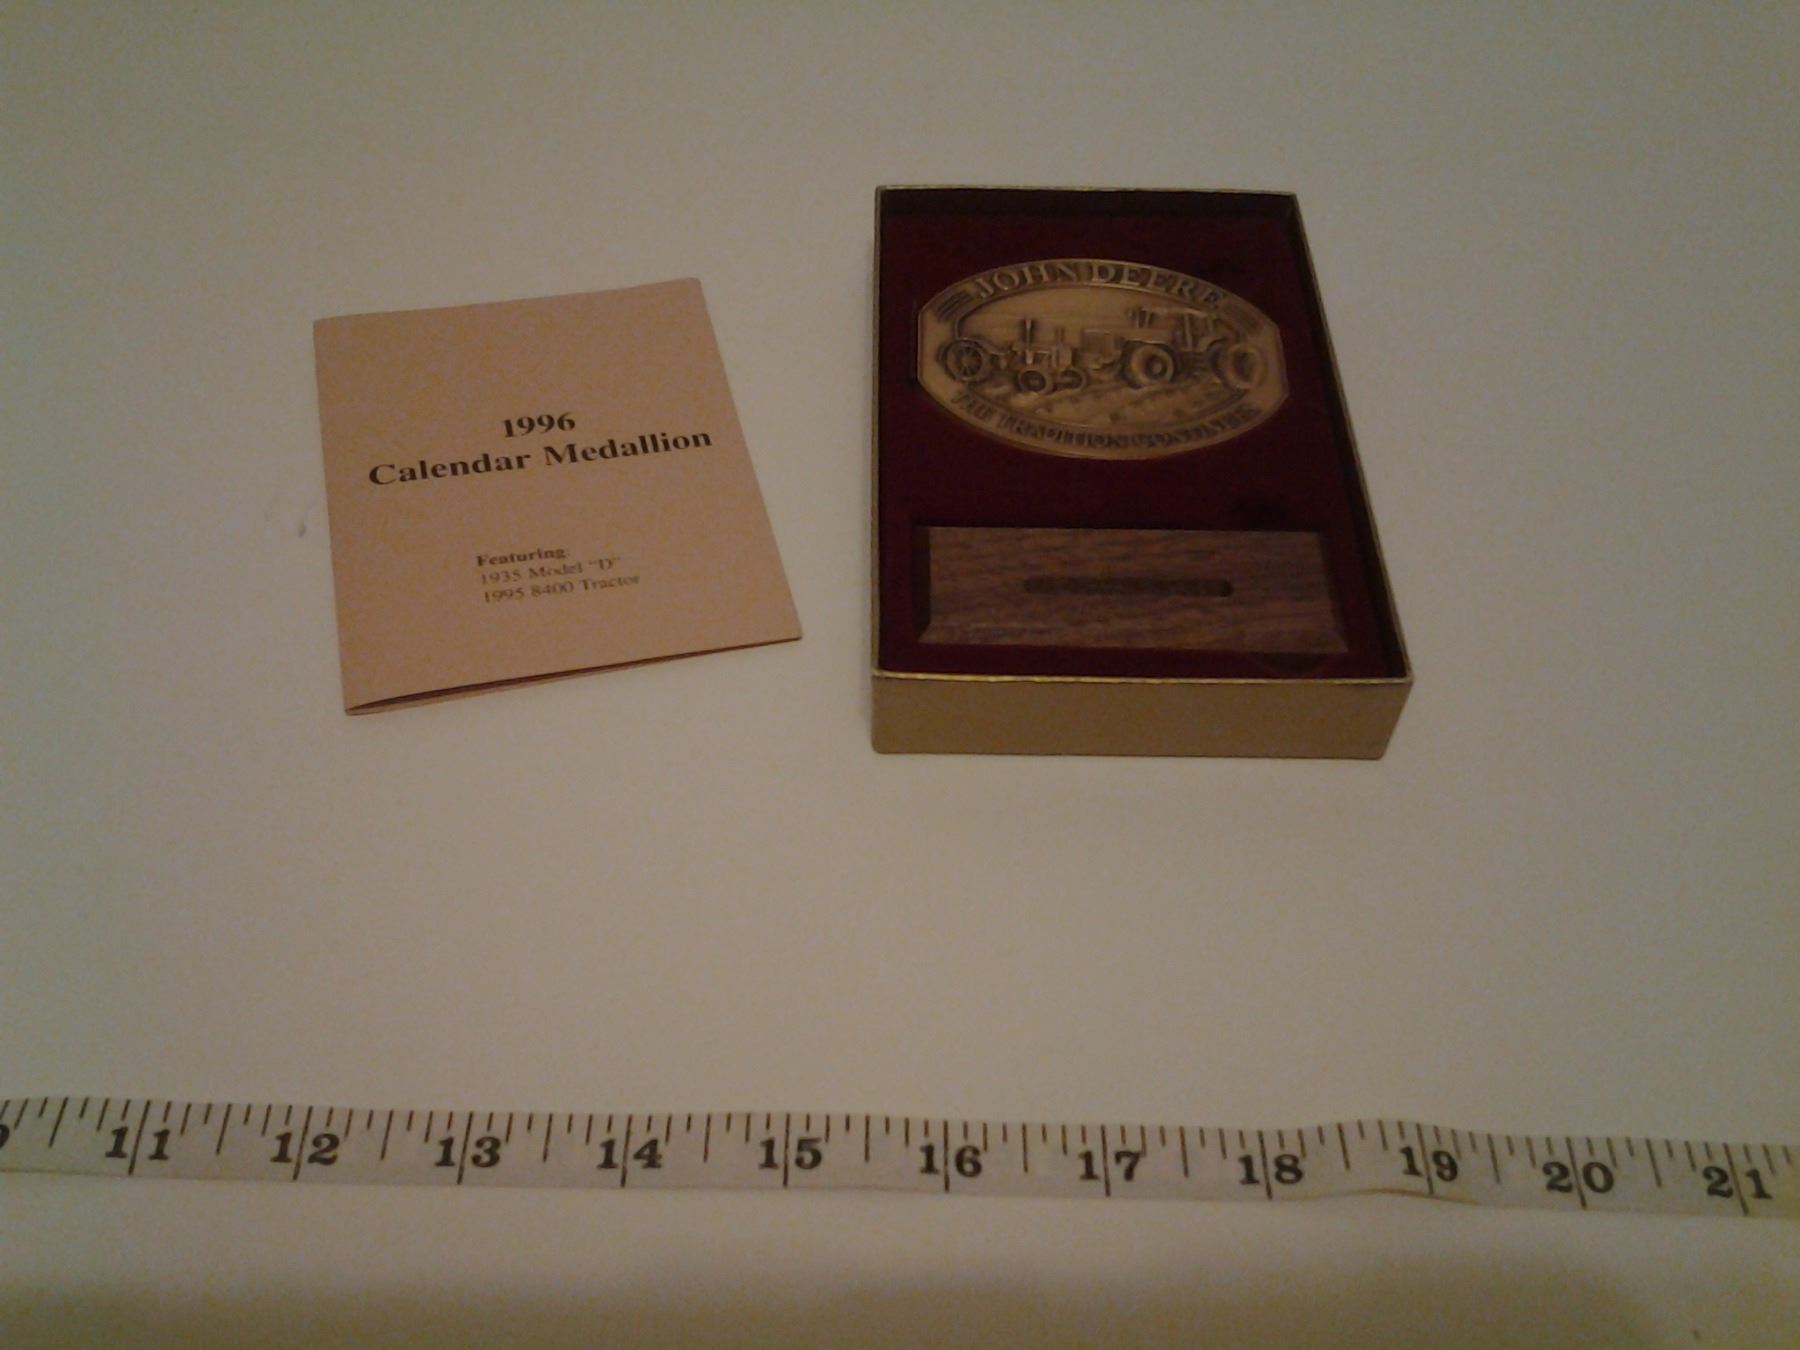 1996
Calendar Medallion
Featuring:
1935 Model "D"
1995 8400 Tractor
JOHN DEERE
THE TRADITION CONTINUES
11 12 13 14 15 16 17 18 19 20 21